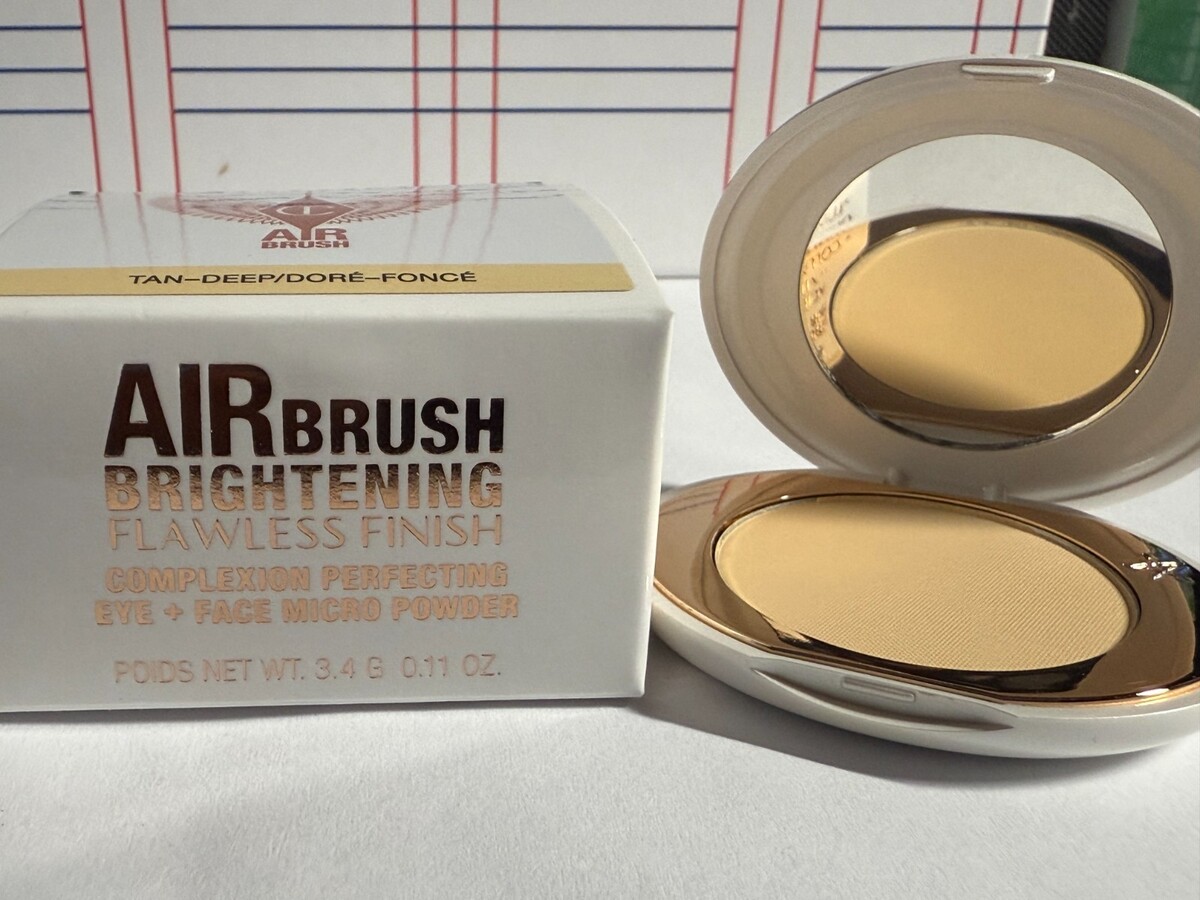 AIR
BRUSH
TAN–DEEP/DORÉ–FONCÉ
AIRBRUSH
BRIGHTENING
FLAWLESS FINISH
COMPLEXION PERFECTING
EYE + FACE MICRO POWDER
POIDS NET WT. 3.4 G 0.11 OZ.